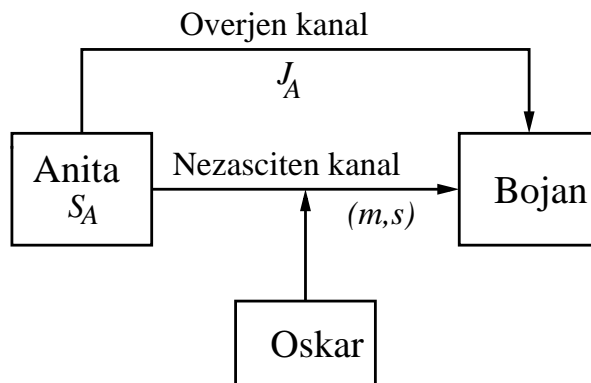 Overjen kanal
J_A
Anita
S_A
Nezasciten kanal
(m,s)
Bojan
Oskar